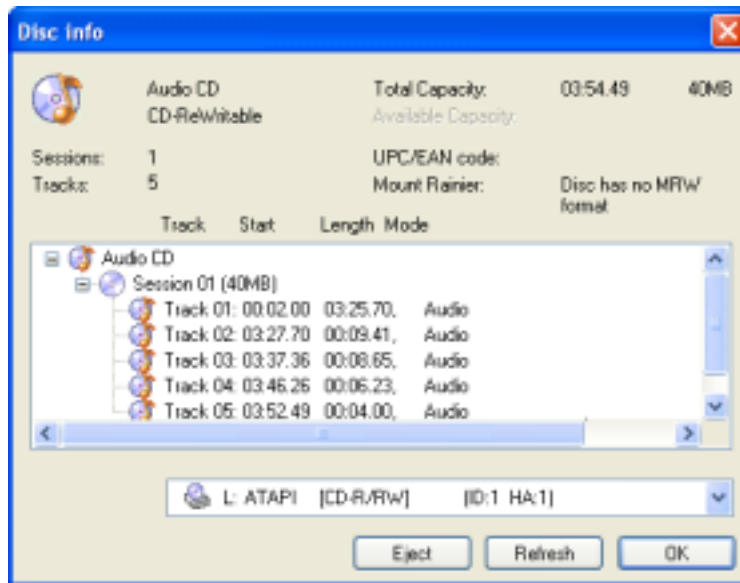 Disc info
Audio CD Total Capacity: 03:54.49 40MB
CD-ReWritable Available Capacity:
Sessions: 1 UPC/EAN code:
Tracks: 5 Mount Rainier: Disc has no MRW format
Track Start Length Mode
Audio CD
Session 01 (40MB)
Track 01: 00:02.00 03:25.70, Audio
Track 02: 03:27.70 00:09.41, Audio
Track 03: 03:37.36 00:08.65, Audio
Track 04: 03:46.26 00:06.23, Audio
Track 05: 03:52.49 00:04.00, Audio
L: ATAPI [CD-R/RW] (ID:1 HA:1)
Eject Refresh OK